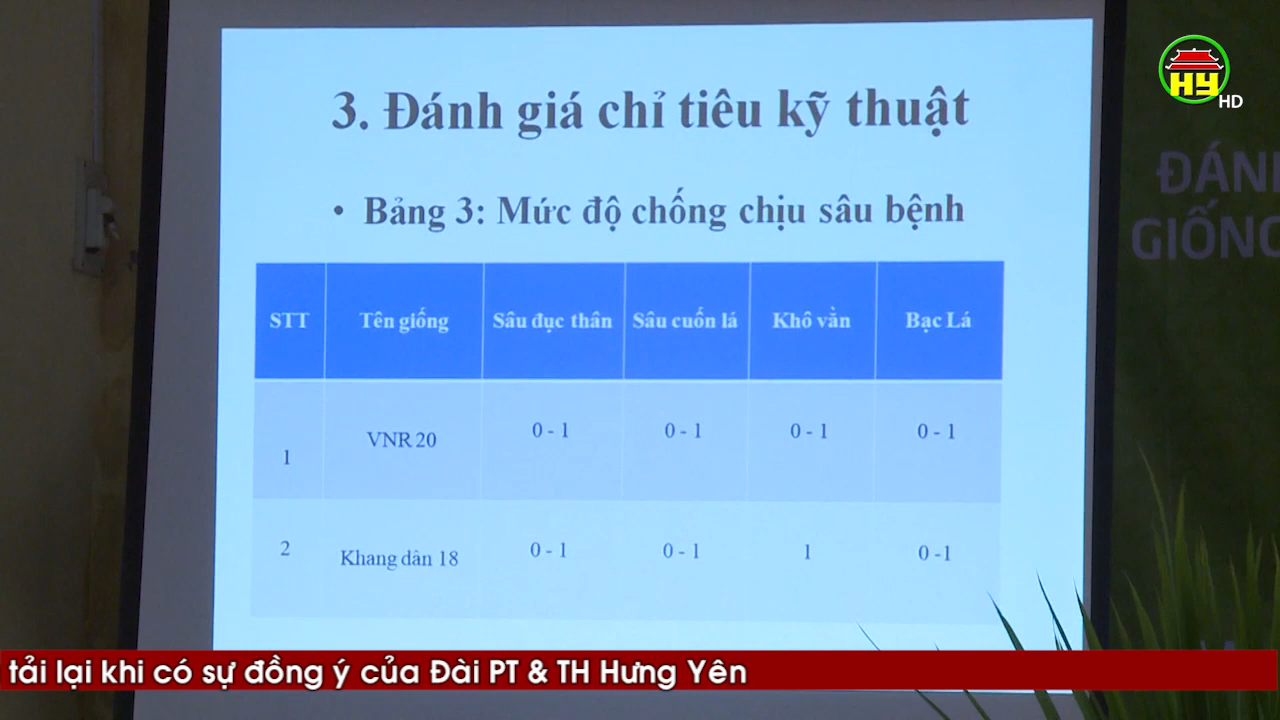 HY HD
ĐÁN
GIỐNG
3. Đánh giá chỉ tiêu kỹ thuật
• Bảng 3: Mức độ chống chịu sâu bệnh
STT Tên giống Sâu đục thân Sâu cuốn lá Khô vằn Bạc Lá
1 VNR 20 0 - 1 0 - 1 0 - 1 0 - 1
2 Khang dân 18 0 - 1 0 - 1 1 0 -1
tải lại khi có sự đồng ý của Đài PT & TH Hưng Yên